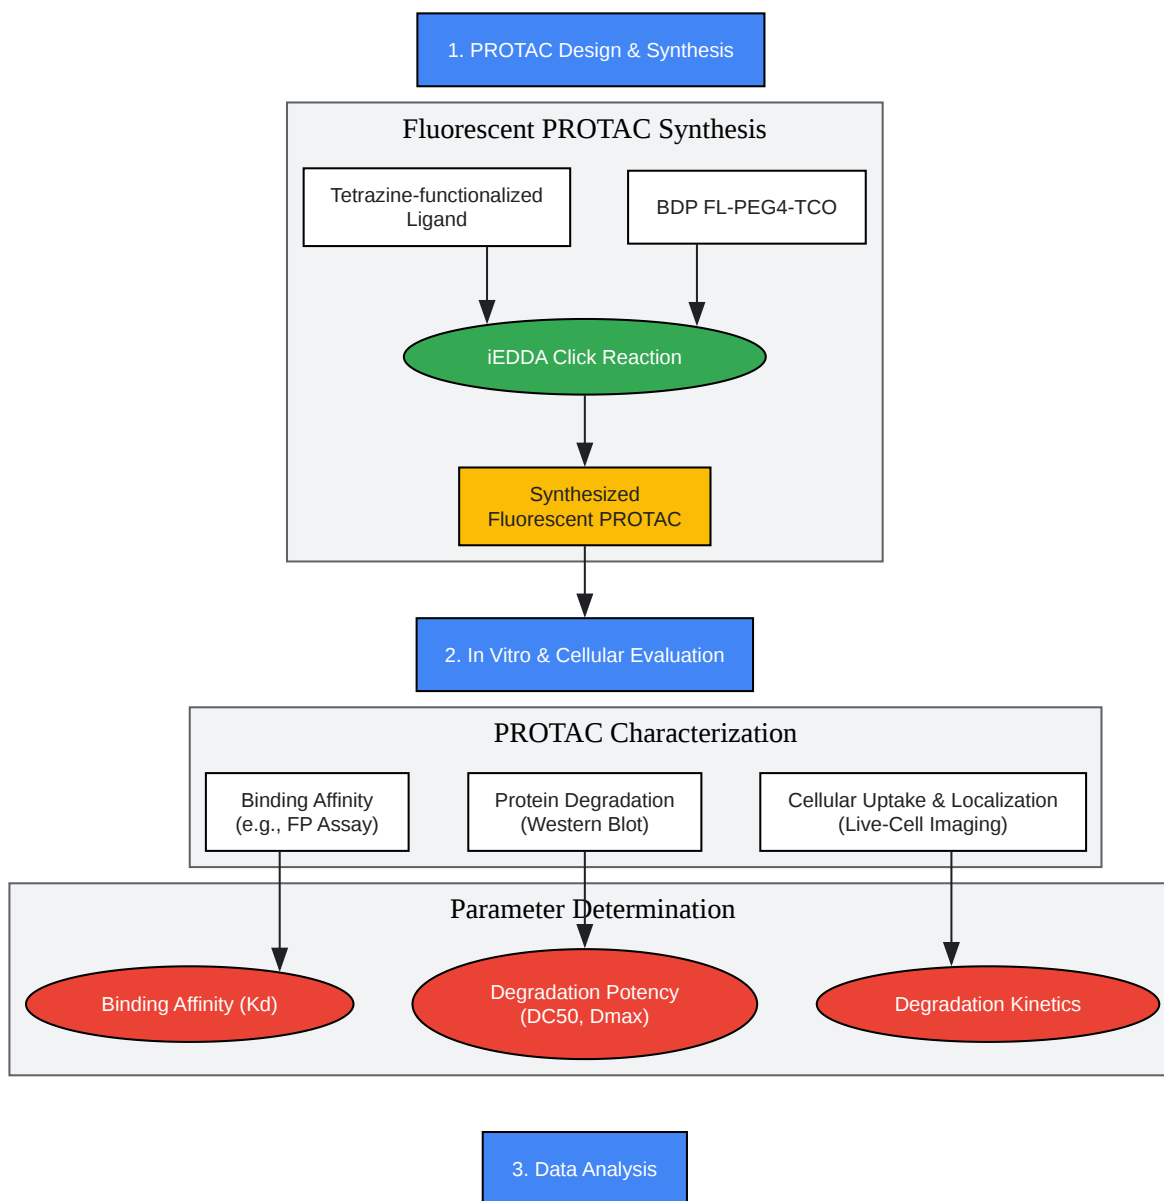 1. PROTAC Design & Synthesis
Fluorescent PROTAC Synthesis
Tetrazine-functionalized
Ligand
BDP FL-PEG4-TCO
iEDDA Click Reaction
Synthesized
Fluorescent PROTAC
2. In Vitro & Cellular Evaluation
PROTAC Characterization
Binding Affinity
(e.g., FP Assay)
Protein Degradation
(Western Blot)
Cellular Uptake & Localization
(Live-Cell Imaging)
Parameter Determination
Binding Affinity (Kd)
Degradation Potency
(DC50, Dmax)
Degradation Kinetics
3. Data Analysis